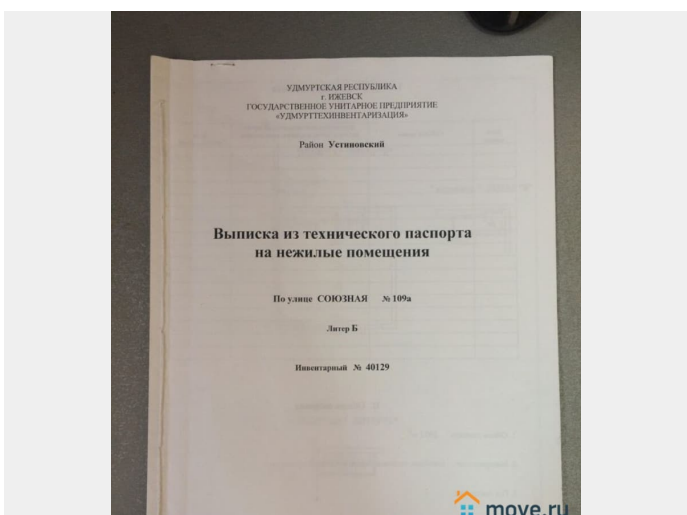 УДМУРТСКАЯ РЕСПУБЛИКА
г. ИЖЕВСК
ГОСУДАРСТВЕННОЕ УНИТАРНОЕ ПРЕДПРИЯТИЕ
«УДМУРТТЕХИНВЕНТАРИЗАЦИЯ»
Район Устиновский
Выписка из технического паспорта
на нежилые помещения
По улице СОЮЗНАЯ № 109а
Литер Б
Инвентарный № 40129
move.ru